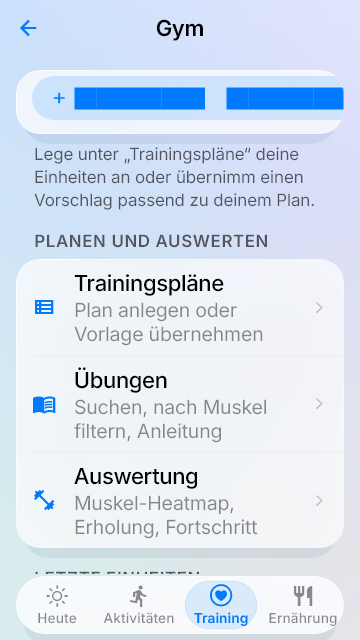 Gym
+
Lege unter „Trainingspläne“ deine
Einheiten an oder übernimm einen
Vorschlag passend zu deinem Plan.
PLANEN UND AUSWERTEN
Trainingspläne
Plan anlegen oder
Vorlage übernehmen
Übungen
Suchen, nach Muskel
filtern, Anleitung
Auswertung
Muskel-Heatmap,
Erholung, Fortschritt
LETZTE EINHEITEN
Heute
Aktivitäten
Training
Ernährung